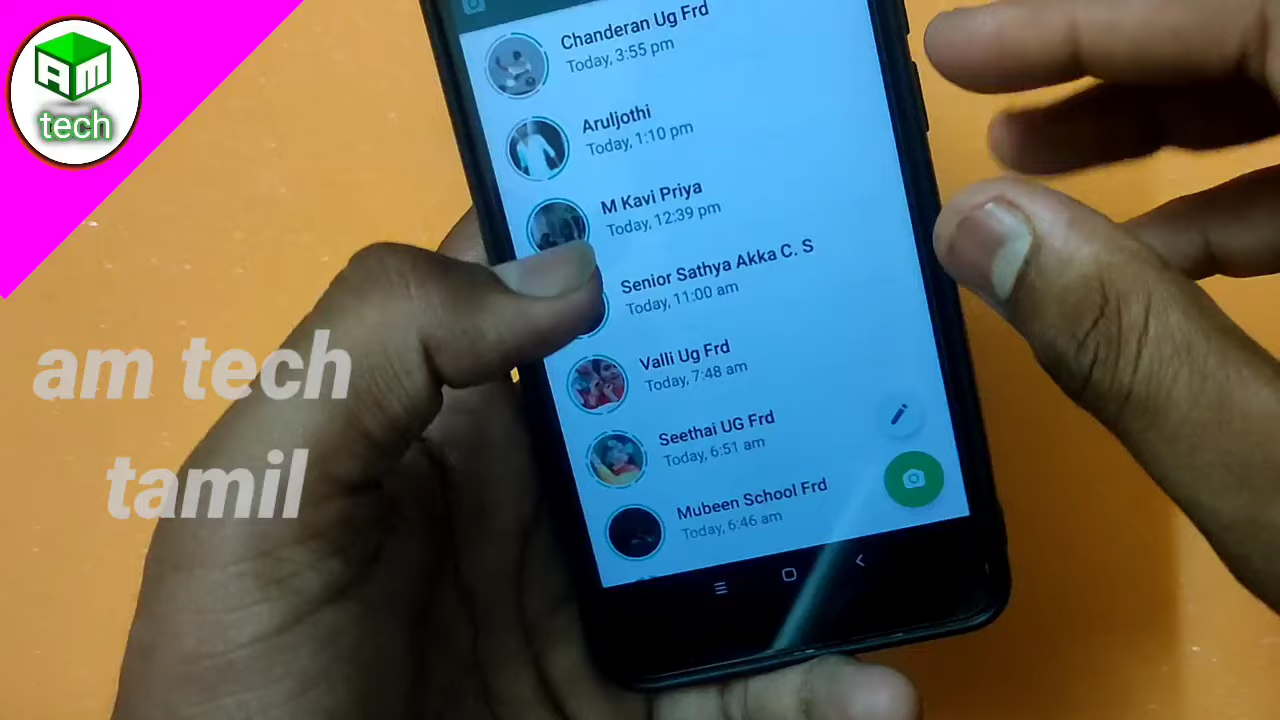 Am
tech
am tech
tamil
Chanderan Ug Frd
Today, 3:55 pm
Aruljothi
Today, 1:10 pm
M Kavi Priya
Today, 12:39 pm
Senior Sathya Akka C. S
Today, 11:00 am
Valli Ug Frd
Today, 7:48 am
Seethai UG Frd
Today, 6:51 am
Mubeen School Frd
Today, 6:46 am